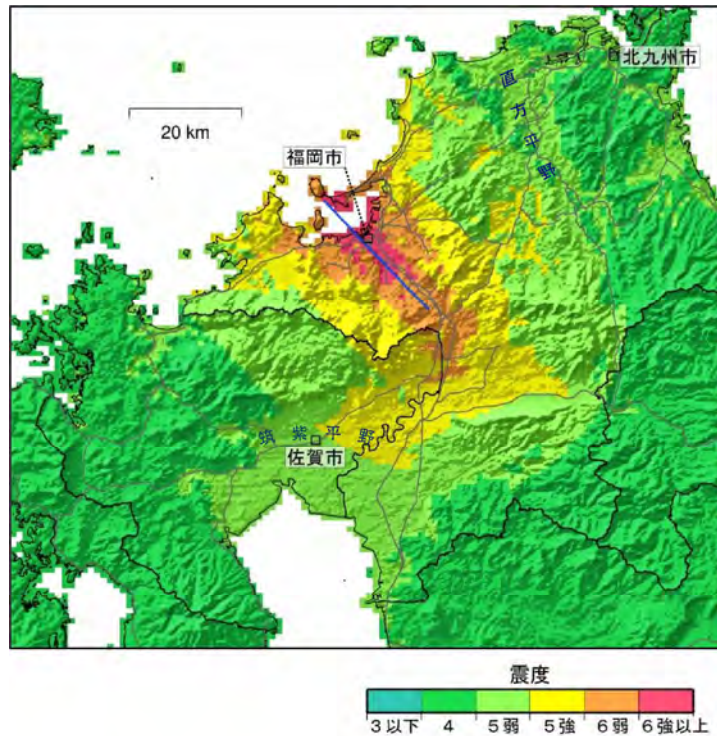 北九州市
直方平野
20 km
福岡市
筑紫平野
佐賀市
震度
3以下 4 5弱 5強 6弱 6強以上